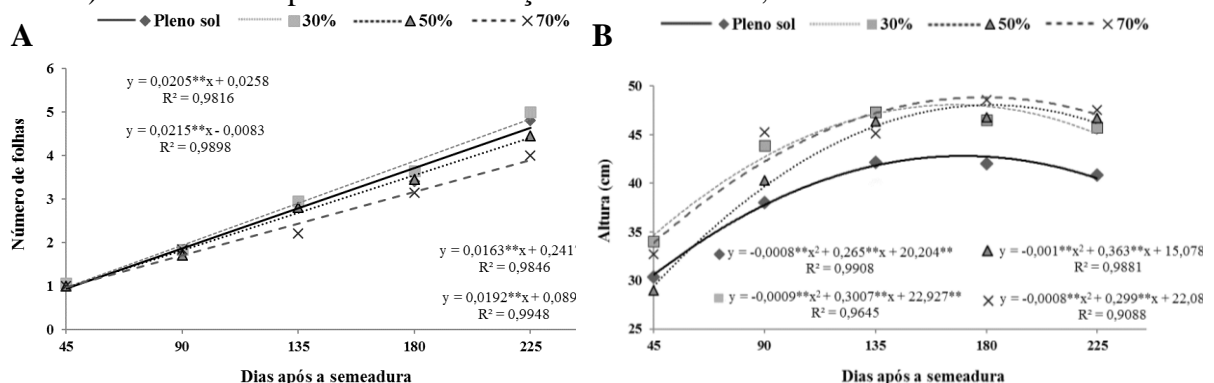 Pleno sol 30% 50% 70%
A
y = 0,0205**x + 0,0258
R² = 0,9816
y = 0,0215**x - 0,0083
R² = 0,9898
y = 0,0163**x + 0,241
R² = 0,9846
y = 0,0192**x + 0,089
R² = 0,9948
Número de folhas
6
5
4
3
2
1
0
45 90 135 180 225
Dias após a semeadura
Pleno sol 30% 50% 70%
B
Altura (cm)
50
45
40
35
30
25
y = -0,0008**x² + 0,265**x + 20,204**
R² = 0,9908
y = -0,001**x² + 0,363**x + 15,078
R² = 0,9881
y = -0,0009**x² + 0,3007**x + 22,927**
R² = 0,9645
y = -0,0008**x² + 0,299**x + 22,08
R² = 0,9088
45 90 135 180 225
Dias após a semeadura